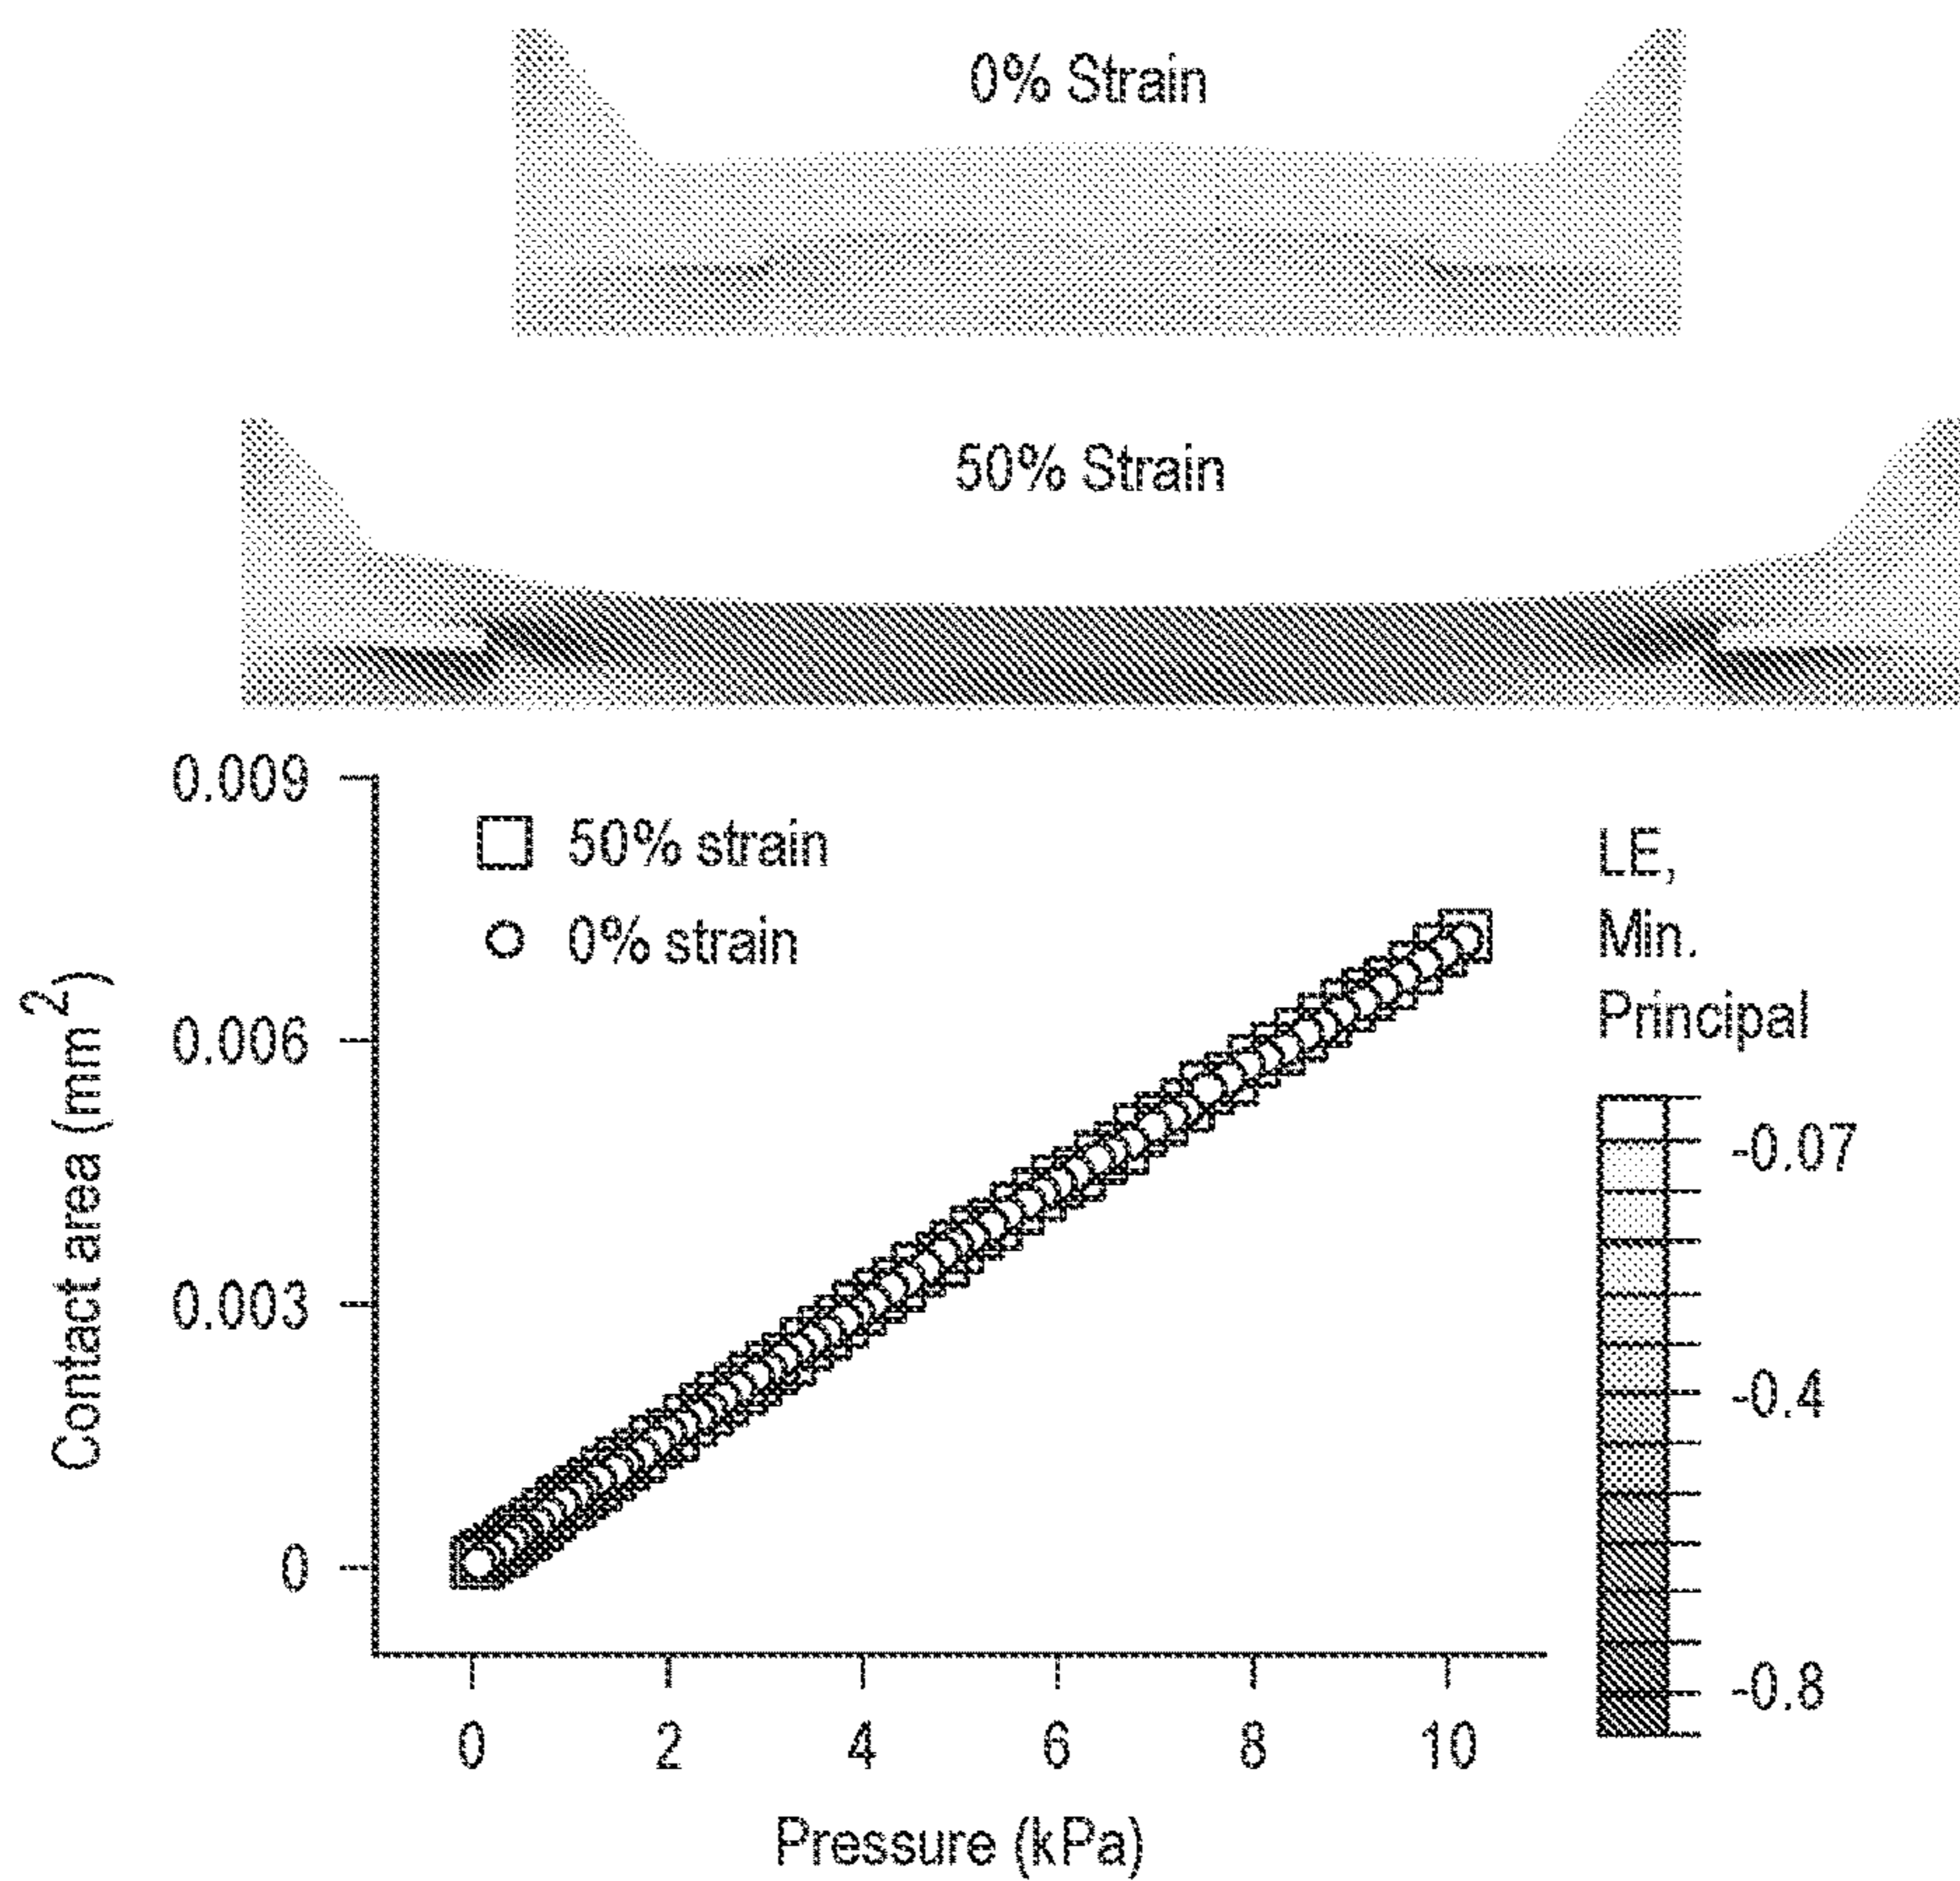 0% Strain
50% Strain
0.009
0.006
0.003
0
Contact area (mm²)
50% strain
0% strain
0 2 4 6 8 10
Pressure (kPa)
LE,
Min.
Principal
-0.07
-0.4
-0.8